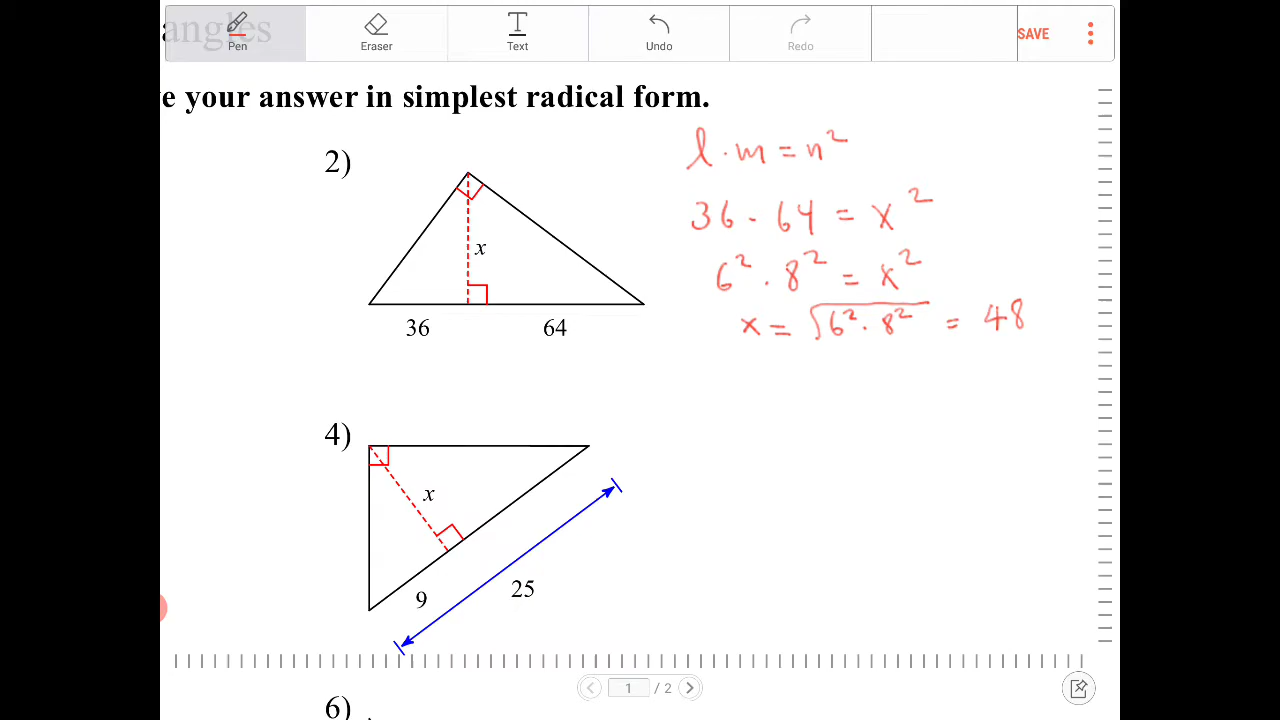 angles
Pen Eraser Text Undo Redo SAVE
e your answer in simplest radical form.
2)
x
36 64
l · m = n²
36 · 64 = x²
6² · 8² = x²
x = √6² · 8² = 48
4)
x
9
25
1 / 2
6)